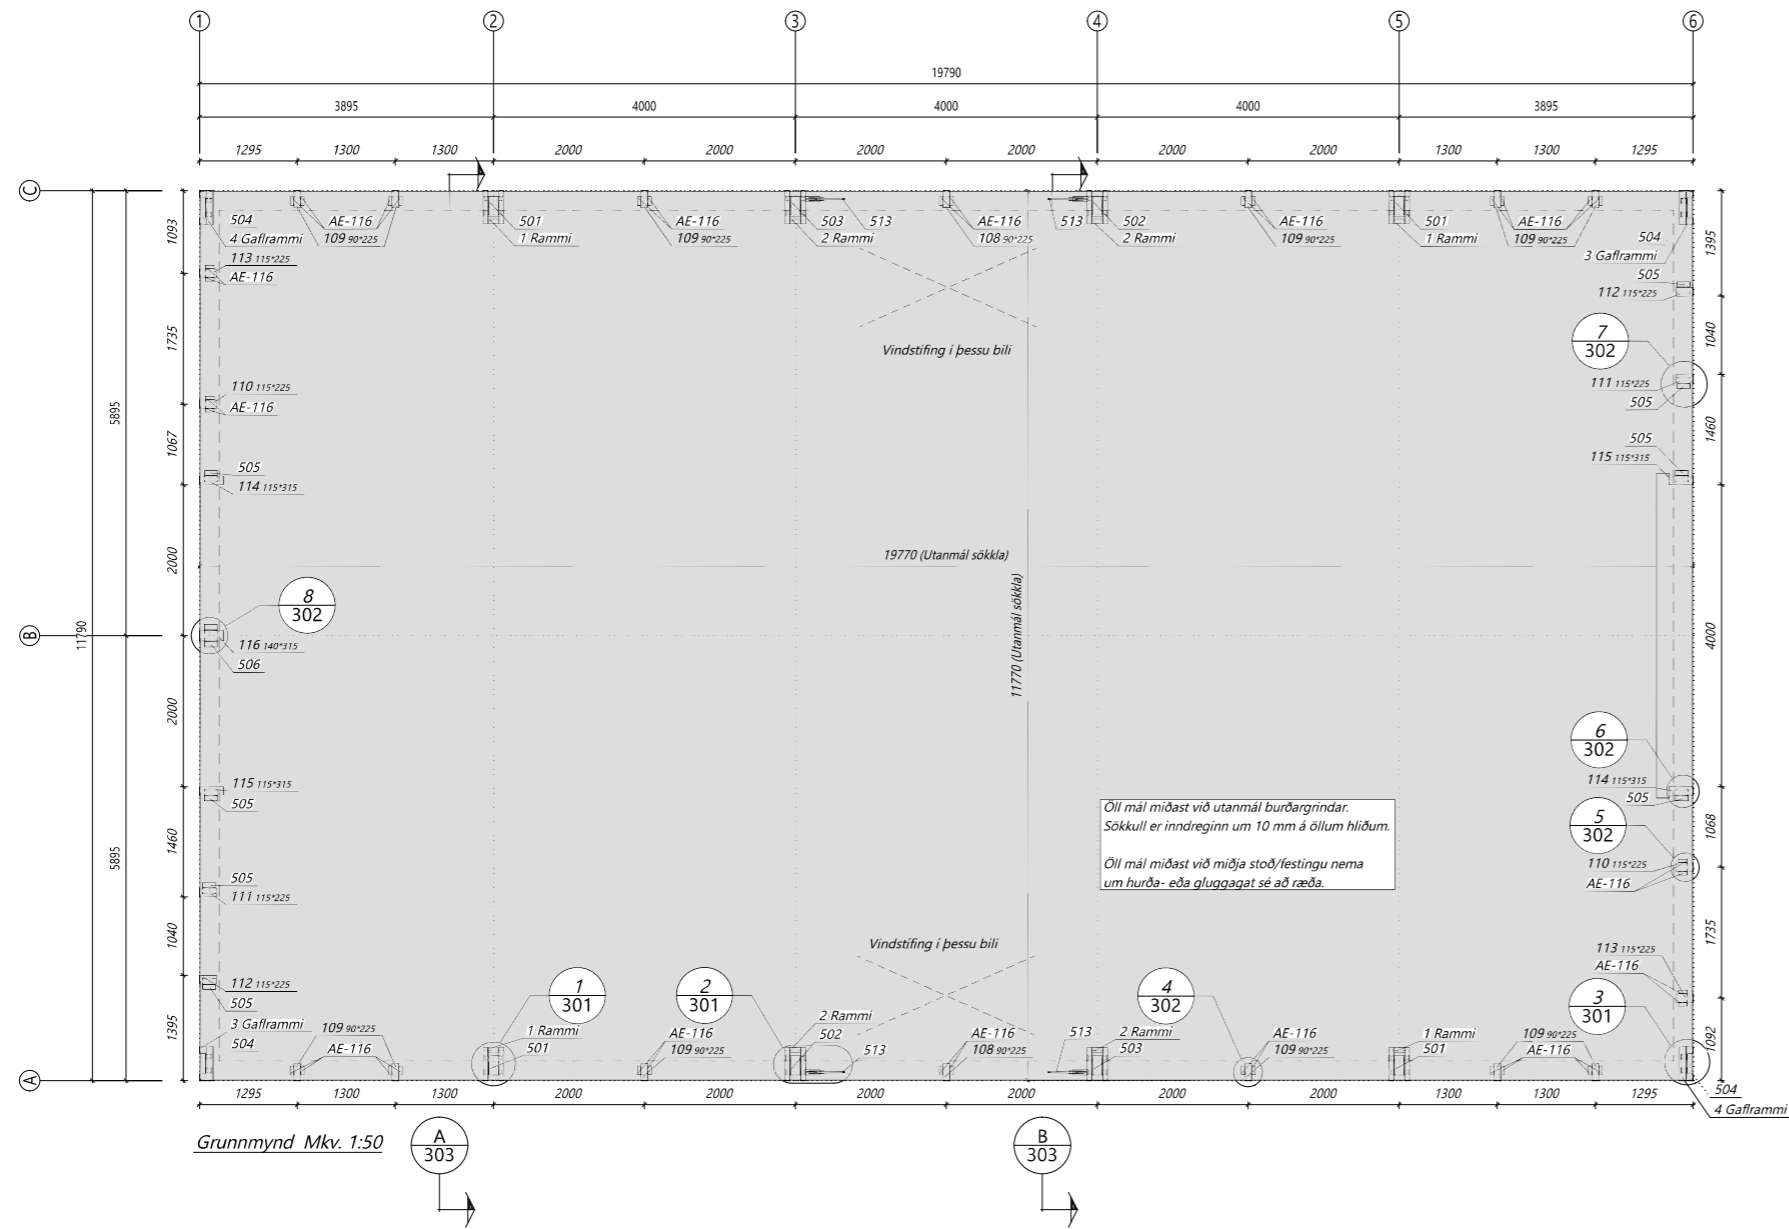 1 2 3 4 5 6
19790
3895 4000 4000 4000 3895
1295 1300 1300 2000 2000 2000 2000 2000 2000 1300 1300 1295
C
504 AE-116 501 AE-116 503 513 AE-116 513 502 AE-116 501 AE-116 504
4 Gaflrammi 109 90*225 1 Rammi 109 90*225 2 Rammi 108 90*225 2 Rammi 109 90*225 1 Rammi 109 90*225 3 Gaflrammi
1093
1395
113 115*225
AE-116
505
112 115*225
1735
1040
7
302
Vindstífing í þessu bili
110 115*225
AE-116
111 115*225
505
5895
1067
1460
505
114 115*315
505
115 115*315
2000
19770 (Utanmál sökkla)
11770 (Utanmál sökkla)
8
302
B
11790
116 140*315
506
4000
2000
6
302
115 115*315
505
114 115*315
505
Öll mál miðast við utanmál burðargrindar.
Sökkull er inndreginn um 10 mm á öllum hliðum.
Öll mál miðast við miðja stoð/festingu nema
um hurða- eða gluggagat sé að ræða.
5
302
1460
1068
5895
505
111 115*225
110 115*225
AE-116
1040
1735
Vindstífing í þessu bili
113 115*225
AE-116
112 115*225
505
1
301
2
301
4
302
3
301
1395
1092
3 Gaflrammi
504
109 90*225
AE-116
1 Rammi
501
AE-116
109 90*225
2 Rammi
502
513
AE-116
108 90*225
513
2 Rammi
503
AE-116
109 90*225
1 Rammi
501
109 90*225
AE-116
504
4 Gaflrammi
A
1295 1300 1300 2000 2000 2000 2000 2000 2000 1300 1300 1295
Grunnmynd Mkv. 1:50
A
303
B
303